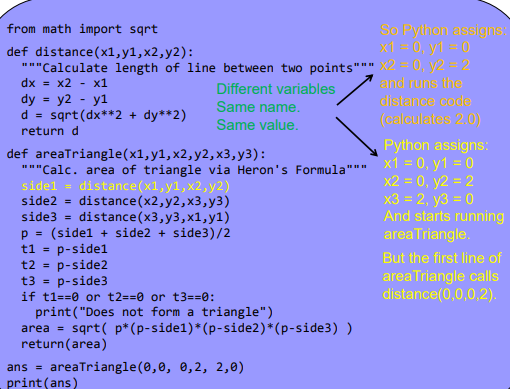 from math import sqrt
def distance(x1,y1,x2,y2):
"""Calculate length of line between two points"""
dx = x2 - x1
dy = y2 - y1
d = sqrt(dx**2 + dy**2)
return d
def areaTriangle(x1,y1,x2,y2,x3,y3):
"""Calc. area of triangle via Heron's Formula"""
side1 = distance(x1,y1,x2,y2)
side2 = distance(x2,y2,x3,y3)
side3 = distance(x3,y3,x1,y1)
p = (side1 + side2 + side3)/2
t1 = p-side1
t2 = p-side2
t3 = p-side3
if t1==0 or t2==0 or t3==0:
print("Does not form a triangle")
area = sqrt( p*(p-side1)*(p-side2)*(p-side3) )
return(area)
ans = areaTriangle(0,0, 0,2, 2,0)
print(ans)
Different variables
Same name.
Same value.
So Python assigns:
x1 = 0, y1 = 0
x2 = 0, y2 = 2
and runs the
distance code
(calculates 2.0)
Python assigns:
x1 = 0, y1 = 0
x2 = 0, y2 = 2
x3 = 2, y3 = 0
And starts running
areaTriangle.
But the first line of
areaTriangle calls
distance(0,0,0,2).